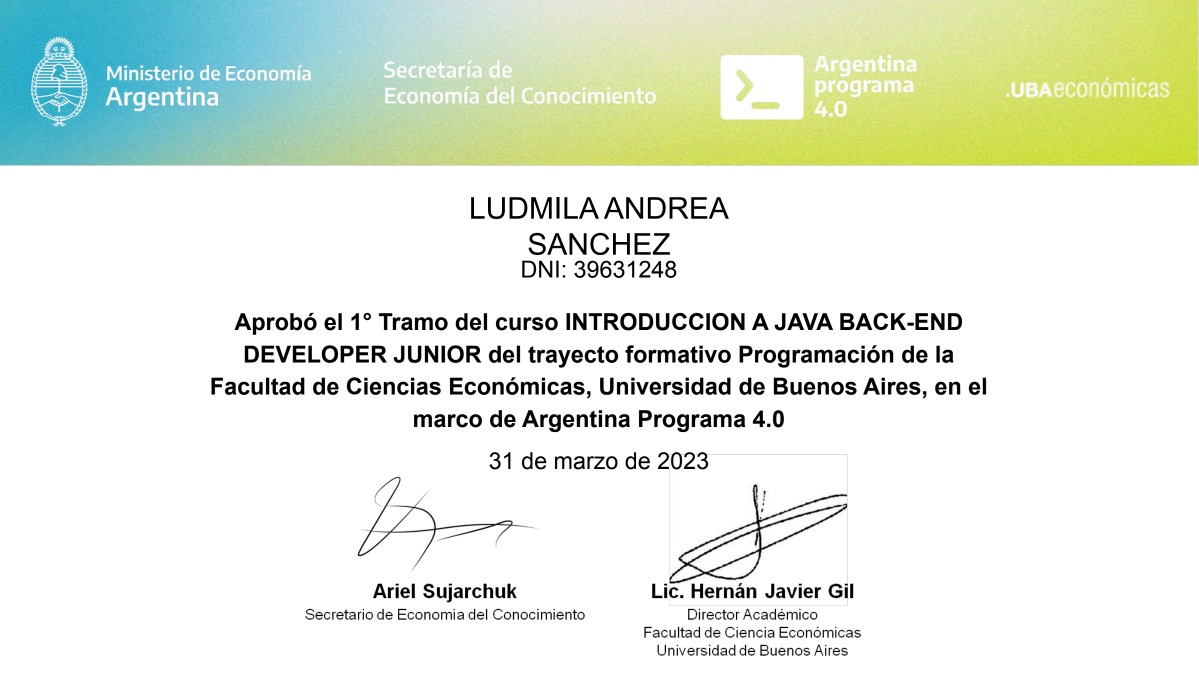 Ministerio de Economía
Argentina
Secretaría de
Economía del Conocimiento
Argentina
programa
4.0
.UBAeconómicas
LUDMILA ANDREA
SANCHEZ
DNI: 39631248
Aprobó el 1° Tramo del curso INTRODUCCION A JAVA BACK-END
DEVELOPER JUNIOR del trayecto formativo Programación de la
Facultad de Ciencias Económicas, Universidad de Buenos Aires, en el
marco de Argentina Programa 4.0
31 de marzo de 2023
Ariel Sujarchuk
Secretario de Economía del Conocimiento
Lic. Hernán Javier Gil
Director Académico
Facultad de Ciencia Económicas
Universidad de Buenos Aires